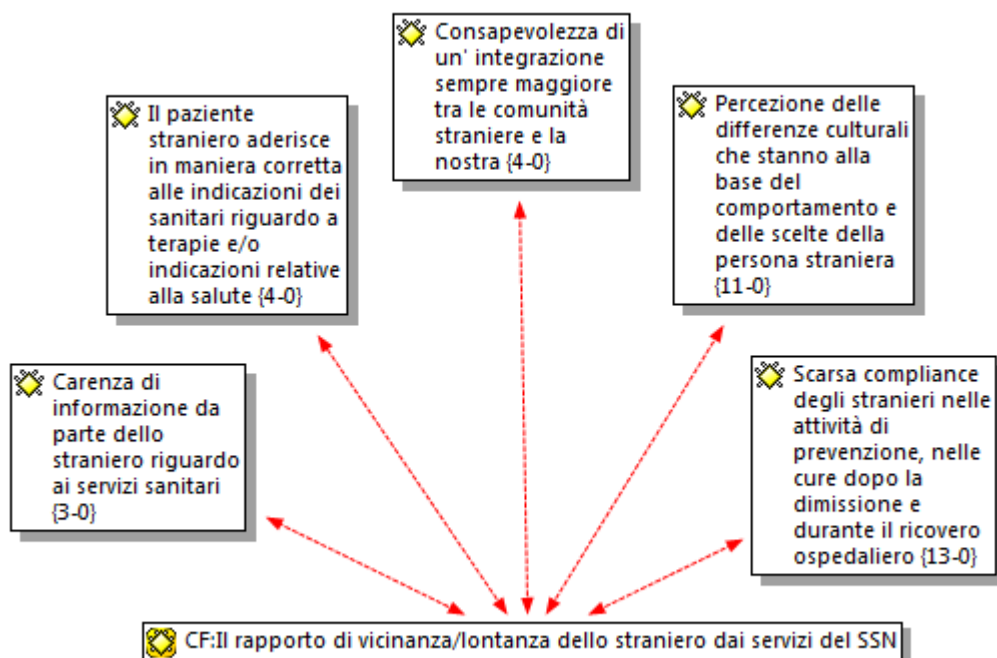 Consapevolezza di
un' integrazione
sempre maggiore
tra le comunità
straniere e la
nostra {4-0}
Il paziente
straniero aderisce
in maniera corretta
alle indicazioni dei
sanitari riguardo a
terapie e/o
indicazioni relative
alla salute {4-0}
Percezione delle
differenze culturali
che stanno alla
base del
comportamento e
delle scelte della
persona straniera
{11-0}
Carenza di
informazione da
parte dello
straniero riguardo
ai servizi sanitari
{3-0}
Scarsa compliance
degli stranieri nelle
attività di
prevenzione, nelle
cure dopo la
dimissione e
durante il ricovero
ospedaliero {13-0}
CF:Il rapporto di vicinanza/lontanza dello straniero dai servizi del SSN